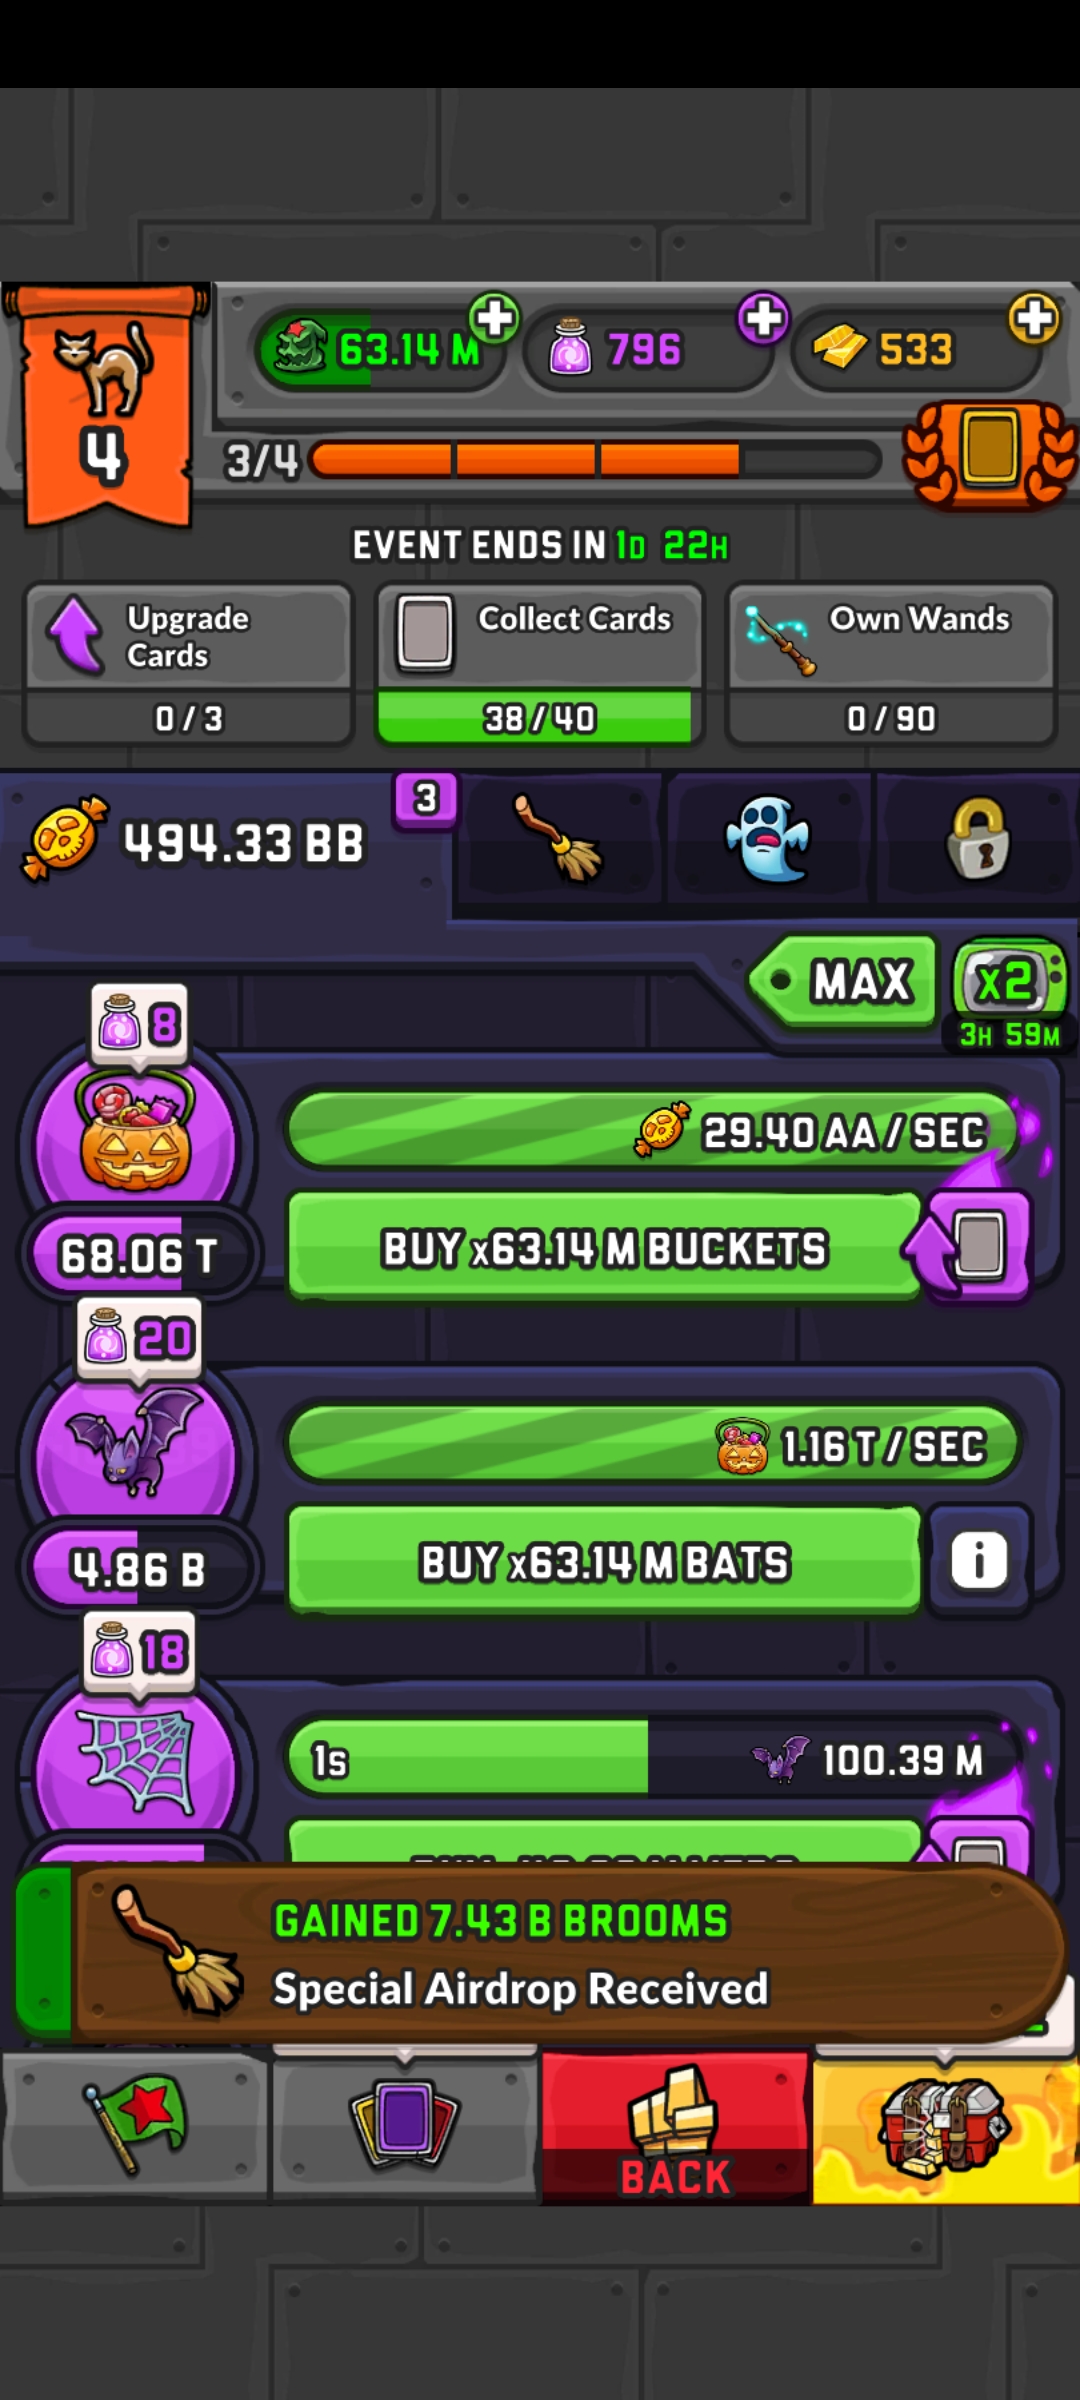 63.14 M
796
533
4
3/4
EVENT ENDS IN 1D 22H
Upgrade
Cards
Collect Cards
Own Wands
0 / 3
38 / 40
0 / 90
3
494.33 BB
MAX
x2
3H 59M
8
29.40 AA / SEC
BUY x63.14 M BUCKETS
68.06 T
20
1.16 T / SEC
BUY x63.14 M BATS
4.86 B
18
1s
100.39 M
GAINED 7.43 B BROOMS
Special Airdrop Received
BACK